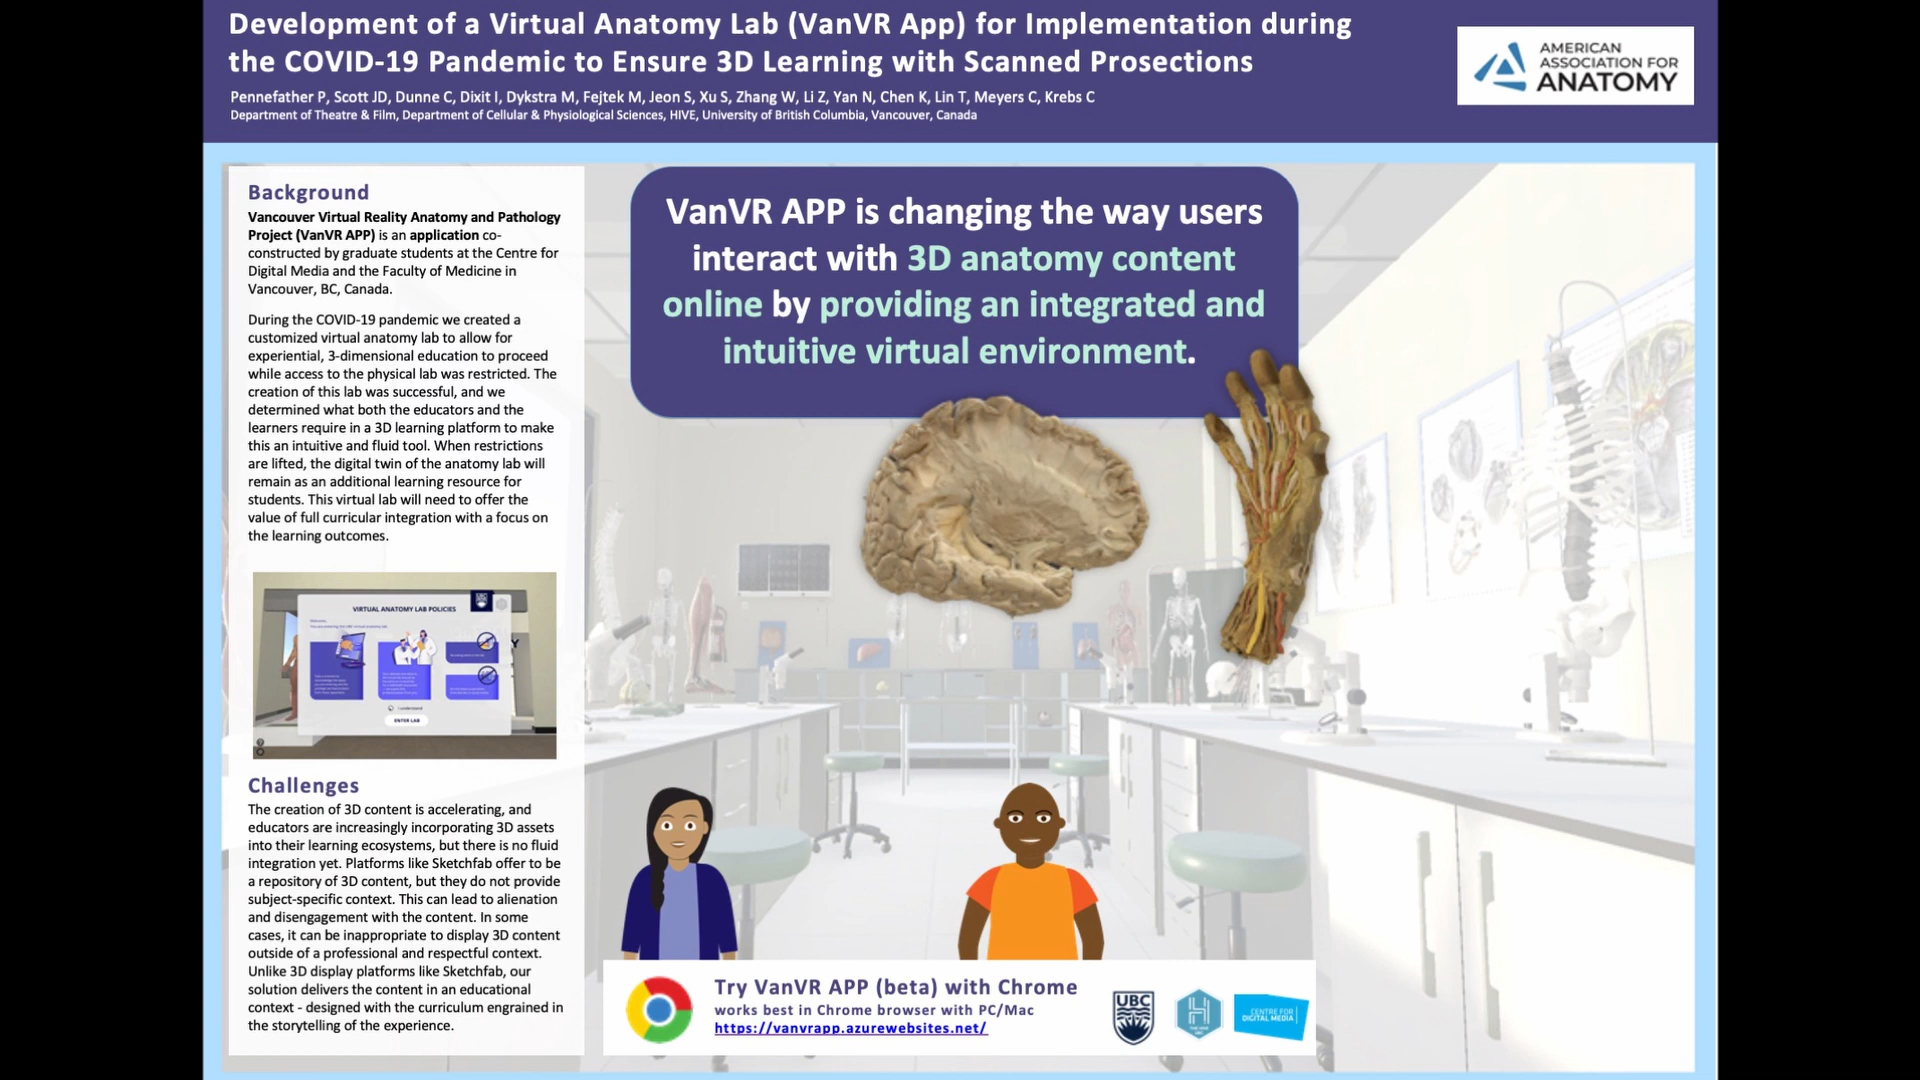 Development of a Virtual Anatomy Lab (VanVR App) for Implementation during
the COVID-19 Pandemic to Ensure 3D Learning with Scanned Prosections
Pennefather P, Scott JD, Dunne C, Dixit I, Dykstra M, Fejtek M, Jeon S, Xu S, Zhang W, Li Z, Yan N, Chen K, Lin T, Meyers C, Krebs C
Department of Theatre & Film, Department of Cellular & Physiological Sciences, HIVE, University of British Columbia, Vancouver, Canada
AMERICAN
ASSOCIATION FOR
ANATOMY
Background
Vancouver Virtual Reality Anatomy and Pathology
Project (VanVR APP) is an application co-
constructed by graduate students at the Centre for
Digital Media and the Faculty of Medicine in
Vancouver, BC, Canada.
During the COVID-19 pandemic we created a
customized virtual anatomy lab to allow for
experiential, 3-dimensional education to proceed
while access to the physical lab was restricted. The
creation of this lab was successful, and we
determined what both the educators and the
learners require in a 3D learning platform to make
this an intuitive and fluid tool. When restrictions
are lifted, the digital twin of the anatomy lab will
remain as an additional learning resource for
students. This virtual lab will need to offer the
value of full curricular integration with a focus on
the learning outcomes.
VIRTUAL ANATOMY LAB POLICIES
I understand
ENTER LAB
Challenges
The creation of 3D content is accelerating, and
educators are increasingly incorporating 3D assets
into their learning ecosystems, but there is no fluid
integration yet. Platforms like Sketchfab offer to be
a repository of 3D content, but they do not provide
subject-specific context. This can lead to alienation
and disengagement with the content. In some
cases, it can be inappropriate to display 3D content
outside of a professional and respectful context.
Unlike 3D display platforms like Sketchfab, our
solution delivers the content in an educational
context - designed with the curriculum engrained in
the storytelling of the experience.
VanVR APP is changing the way users
interact with 3D anatomy content
online by providing an integrated and
intuitive virtual environment.
Try VanVR APP (beta) with Chrome
works best in Chrome browser with PC/Mac
https://vanvrapp.azurewebsites.net/
UBC
CENTRE FOR
DIGITAL MEDIA